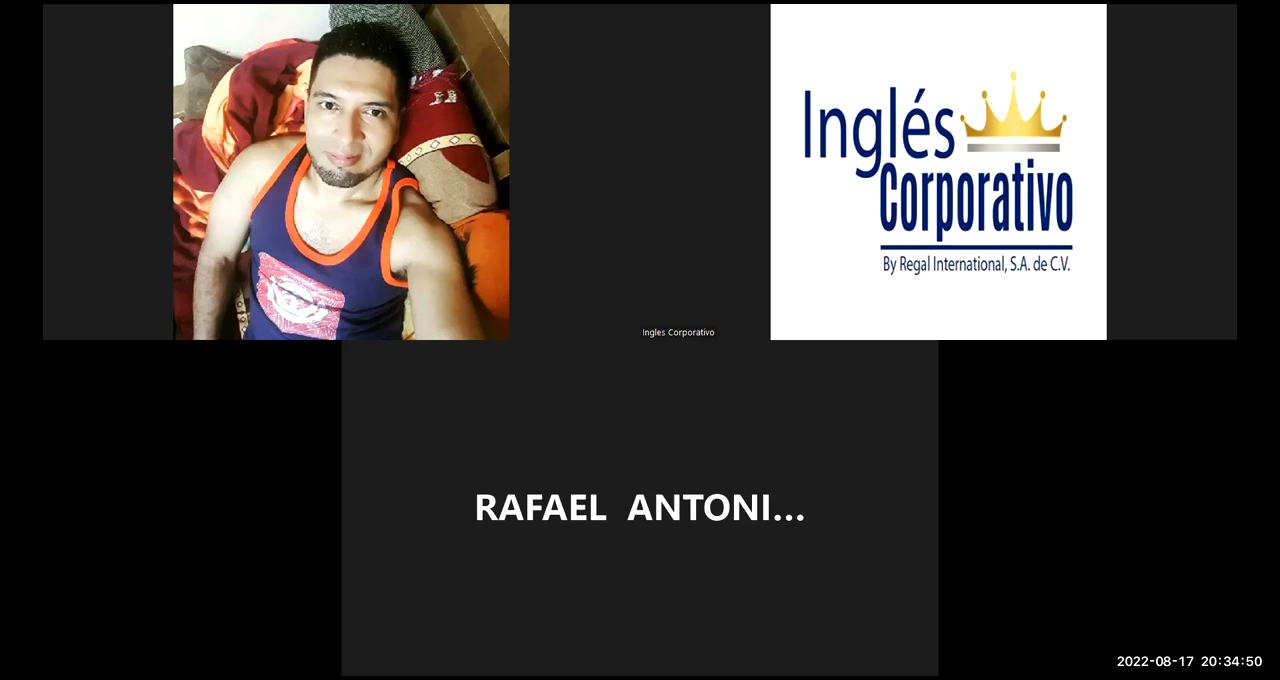 Inglés
Corporativo
By Regal International, S.A. de C.V.
Ingles Corporativo
RAFAEL ANTONI...
2022-08-17 20:34:50